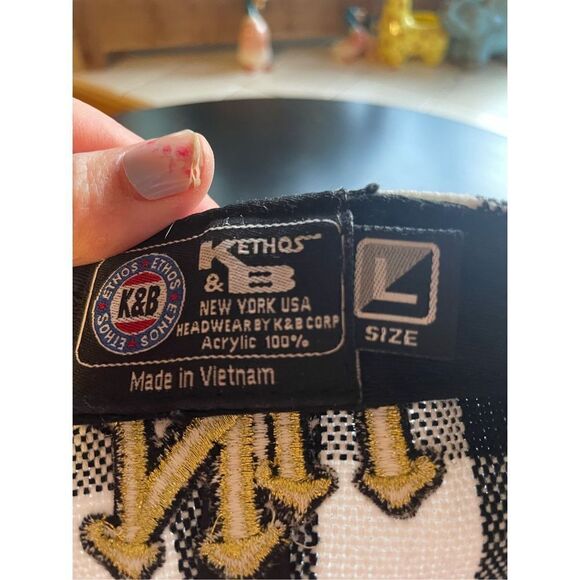 ETHOS ETHOS ETHOS ETHOS
K&B
ETHOS
K
& B
NEW YORK USA
HEADWEAR BY K&B CORP
Acrylic 100%
Made in Vietnam
L
SIZE